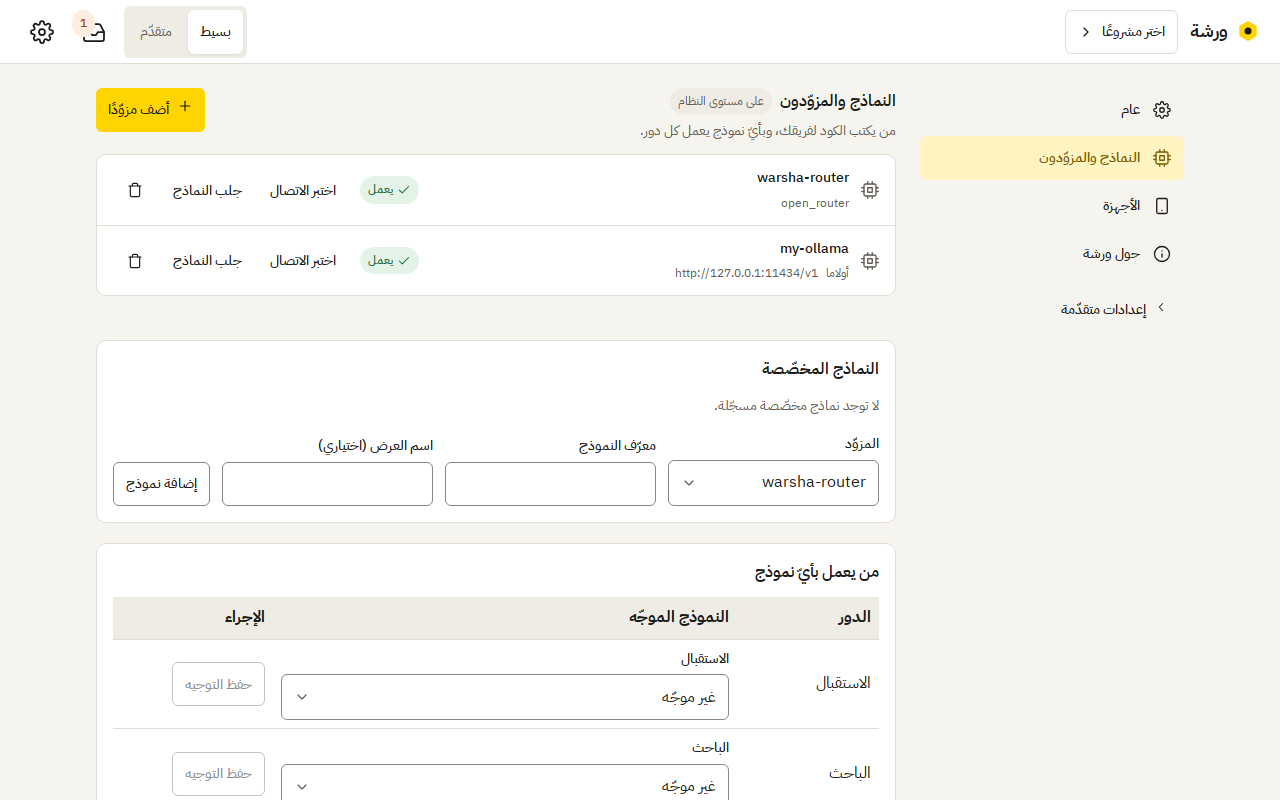 ورشة
اختر مشروعًا
بسيط
متقدّم
1
عام
النماذج والمزوّدون
الأجهزة
حول ورشة
إعدادات متقدّمة
النماذج والمزوّدون
على مستوى النظام
من يكتب الكود لفريقك، وبأيّ نموذج يعمل كل دور.
أضف مزوّدًا
warsha-router
open_router
يعمل
اختبر الاتصال
جلب النماذج
my-ollama
أولاما http://127.0.0.1:11434/v1
يعمل
اختبر الاتصال
جلب النماذج
النماذج المخصّصة
لا توجد نماذج مخصّصة مسجّلة.
المزوّد
معرّف النموذج
اسم العرض (اختياري)
warsha-router
إضافة نموذج
من يعمل بأيّ نموذج
الدور
النموذج الموجّه
الإجراء
الاستقبال
الاستقبال
غير موجّه
حفظ التوجيه
الباحث
الباحث
غير موجّه
حفظ التوجيه